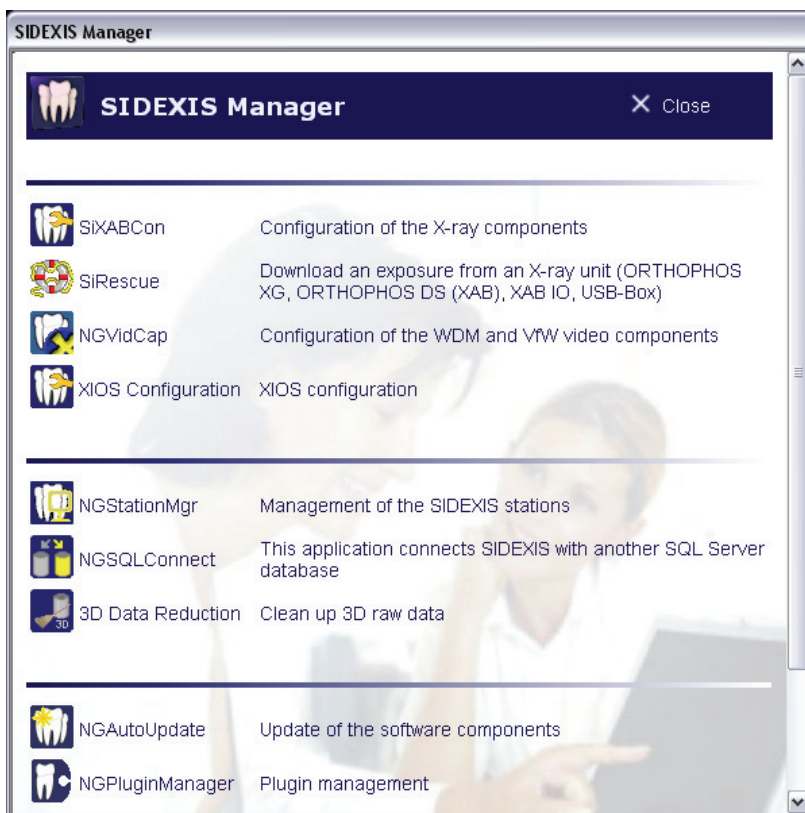 SIDEXIS Manager
SIDEXIS Manager
Close
SiXABCon Configuration of the X-ray components
SiRescue Download an exposure from an X-ray unit (ORTHOPHOS
XG, ORTHOPHOS DS (XAB), XAB IO, USB-Box)
NGVidCap Configuration of the WDM and VfW video components
XIOS Configuration XIOS configuration
NGStationMgr Management of the SIDEXIS stations
NGSQLConnect This application connects SIDEXIS with another SQL Server
database
3D Data Reduction Clean up 3D raw data
3D
NGAutoUpdate Update of the software components
NGPluginManager Plugin management